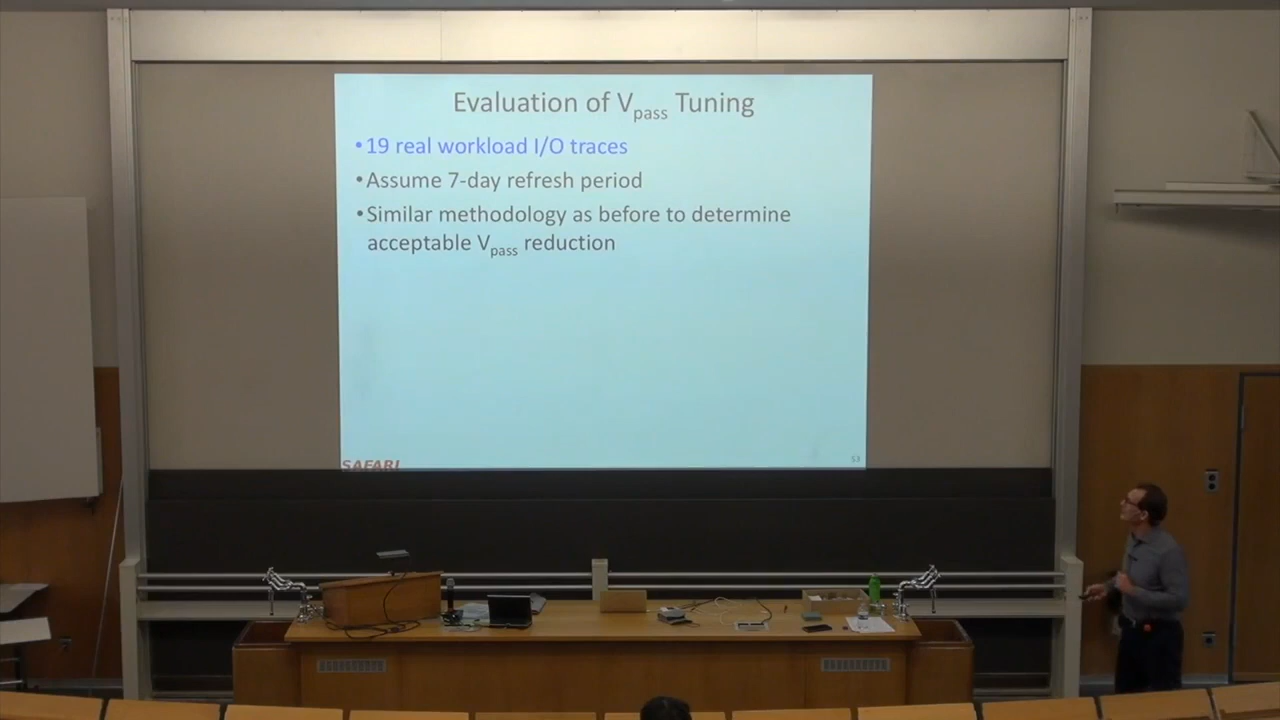 Evaluation of Vpass Tuning
•19 real workload I/O traces
•Assume 7-day refresh period
•Similar methodology as before to determine
acceptable Vpass reduction
SAFARI
53